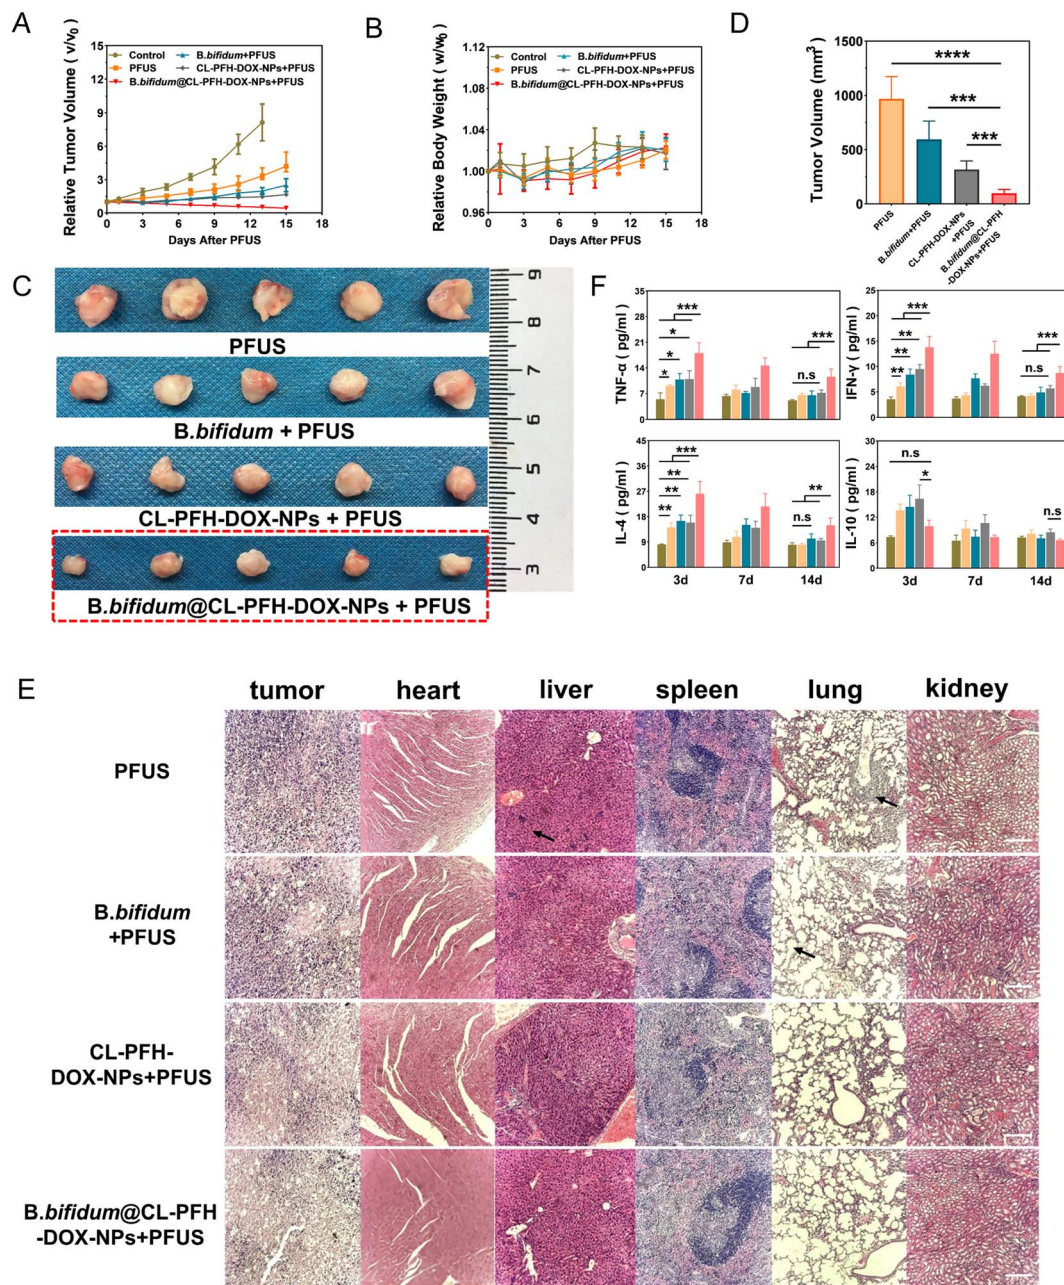 A
Relative Tumor Volume (v/v₀)
15
12
9
6
3
0
Control
PFUS
B.bifidum+PFUS
CL-PFH-DOX-NPs+PFUS
B.bifidum@CL-PFH-DOX-NPs+PFUS
0 3 6 9 12 15 18
Days After PFUS
B
Relative Body Weight (w/w₀)
1.12
1.08
1.04
1.00
0.96
Control
PFUS
B.bifidum+PFUS
CL-PFH-DOX-NPs+PFUS
B.bifidum@CL-PFH-DOX-NPs+PFUS
0 3 6 9 12 15 18
Days After PFUS
D
Tumor Volume (mm³)
1500
1000
500
0
****
***
***
PFUS
B.bifidum+PFUS
CL-PFH-DOX-NPs
+PFUS
B.bifidum@CL-PFH
-DOX-NPs+PFUS
C
PFUS
B.bifidum + PFUS
CL-PFH-DOX-NPs + PFUS
B.bifidum@CL-PFH-DOX-NPs + PFUS
9
8
7
6
5
4
3
F
TNF-α ( pg/ml )
30
24
18
12
6
0
***
*
*
*
***
n.s
IFN-γ ( pg/ml )
25
20
15
10
5
0
***
**
**
**
***
n.s
IL-4 ( pg/ml )
45
36
27
18
9
0
***
**
**
**
**
n.s
3d 7d 14d
IL-10 ( pg/ml )
30
24
18
12
6
0
n.s
*
n.s
3d 7d 14d
E
tumor heart liver spleen lung kidney
PFUS
B.bifidum
+PFUS
CL-PFH-
DOX-NPs+PFUS
B.bifidum@CL-PFH
-DOX-NPs+PFUS